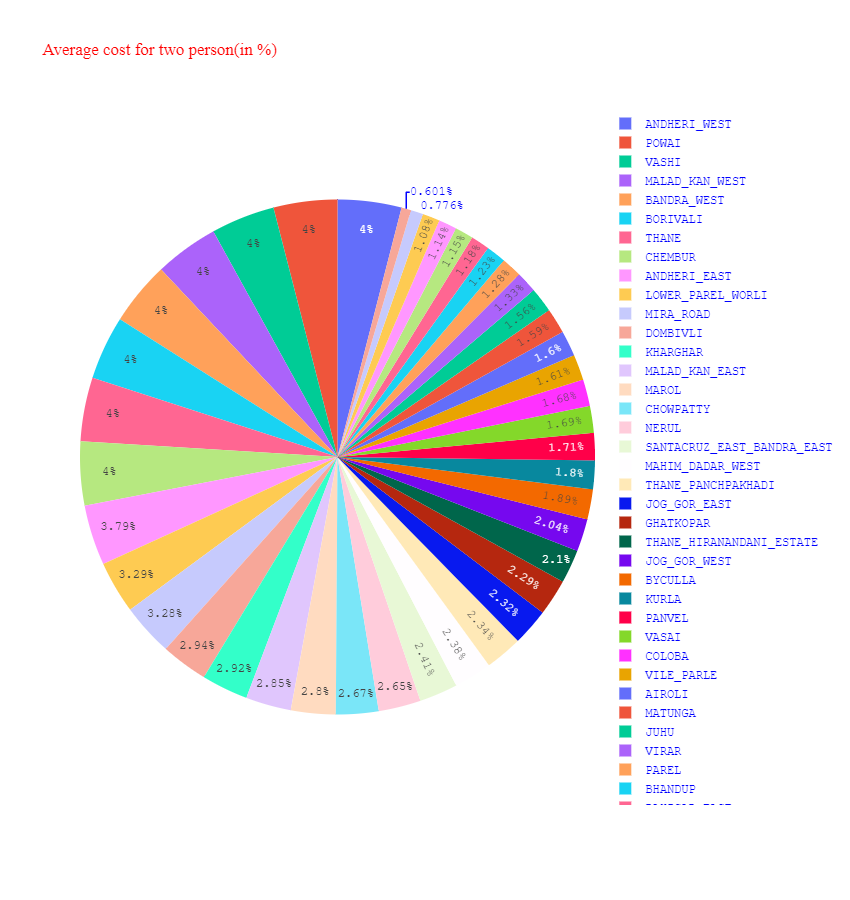 Average cost for two person(in %)
0.601%
0.776%
4%
4%
4%
4%
4%
4%
4%
4%
3.79%
3.29%
3.28%
2.94%
2.92%
2.85%
2.8%
2.67%
2.65%
2.41%
2.38%
2.34%
2.32%
2.29%
2.1%
2.04%
1.89%
1.8%
1.71%
1.69%
1.68%
1.61%
1.6%
1.59%
1.56%
1.33%
1.28%
1.23%
1.18%
1.15%
1.14%
1.08%
ANDHERI_WEST
POWAI
VASHI
MALAD_KAN_WEST
BANDRA_WEST
BORIVALI
THANE
CHEMBUR
ANDHERI_EAST
LOWER_PAREL_WORLI
MIRA_ROAD
DOMBIVLI
KHARGHAR
MALAD_KAN_EAST
MAROL
CHOWPATTY
NERUL
SANTACRUZ_EAST_BANDRA_EAST
MAHIM_DADAR_WEST
THANE_PANCHPAKHADI
JOG_GOR_EAST
GHATKOPAR
THANE_HIRANANDANI_ESTATE
JOG_GOR_WEST
BYCULLA
KURLA
PANVEL
VASAI
COLOBA
VILE_PARLE
AIROLI
MATUNGA
JUHU
VIRAR
PAREL
BHANDUP